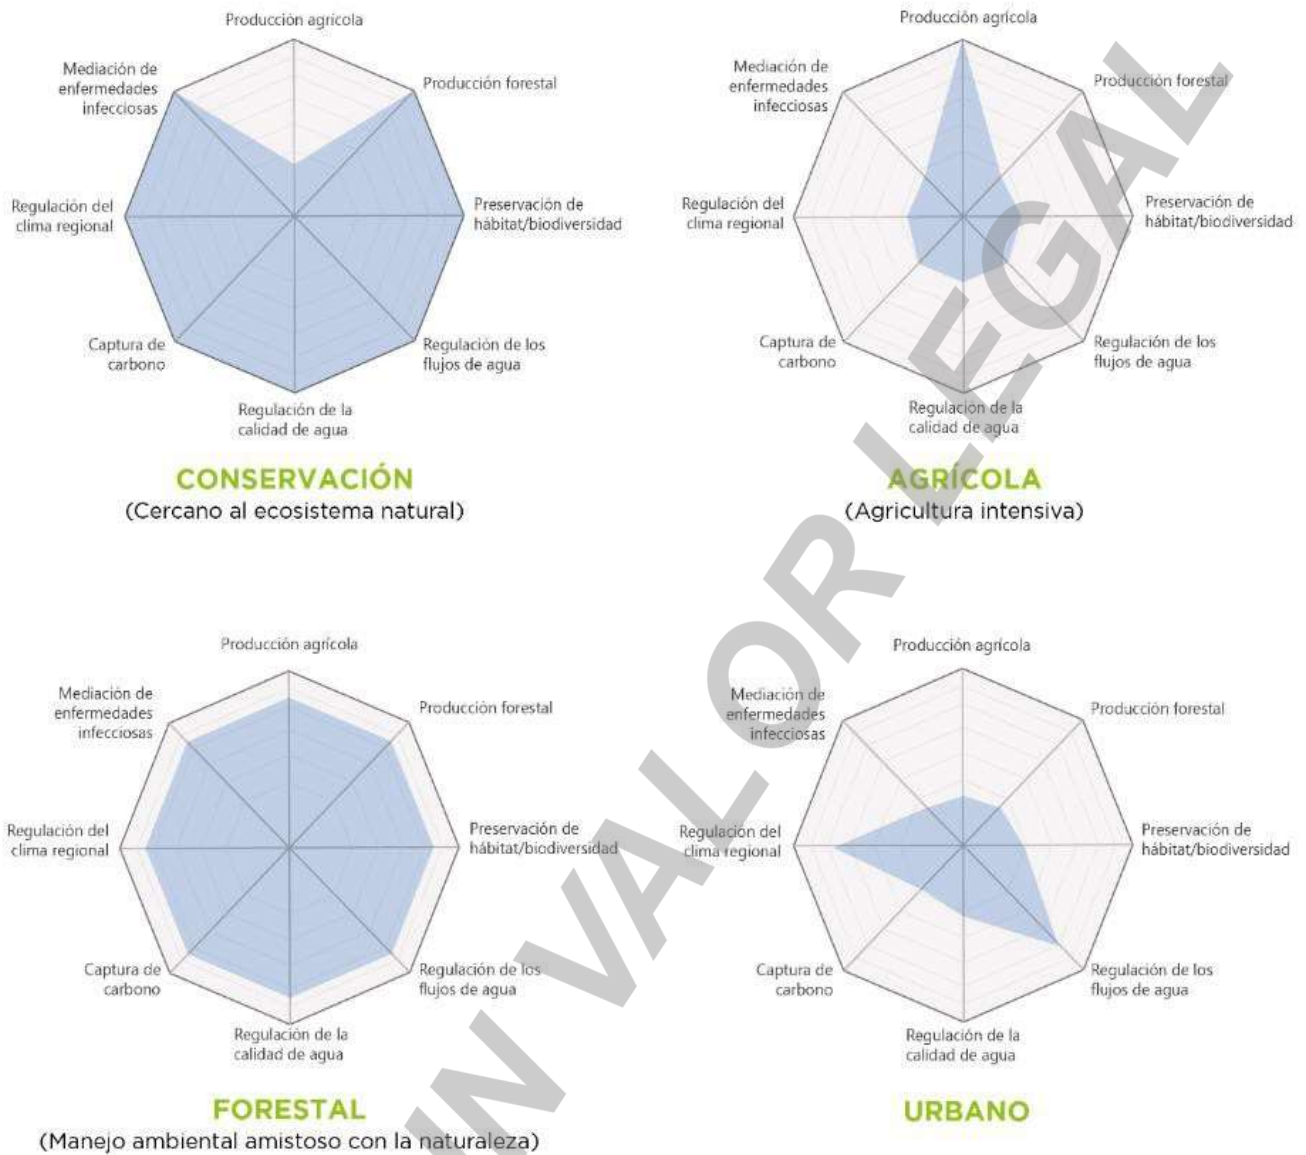 Producción agrícola
Mediación de
enfermedades
infecciosas
Producción forestal
Regulación del
clima regional
Preservación de
hábitat/biodiversidad
Captura de
carbono
Regulación de los
flujos de agua
Regulación de la
calidad de agua
CONSERVACIÓN
(Cercano al ecosistema natural)
Producción agrícola
Mediación de
enfermedades
infecciosas
Producción forestal
Regulación del
clima regional
Preservación de
hábitat/biodiversidad
Captura de
carbono
Regulación de los
flujos de agua
Regulación de la
calidad de agua
AGRÍCOLA
(Agricultura intensiva)
Producción agrícola
Mediación de
enfermedades
infecciosas
Producción forestal
Regulación del
clima regional
Preservación de
hábitat/biodiversidad
Captura de
carbono
Regulación de los
flujos de agua
Regulación de la
calidad de agua
FORESTAL
(Manejo ambiental amistoso con la naturaleza)
Producción agrícola
Mediación de
enfermedades
infecciosas
Producción forestal
Regulación del
clima regional
Preservación de
hábitat/biodiversidad
Captura de
carbono
Regulación de los
flujos de agua
Regulación de la
calidad de agua
URBANO
IN VALOR LEGAL